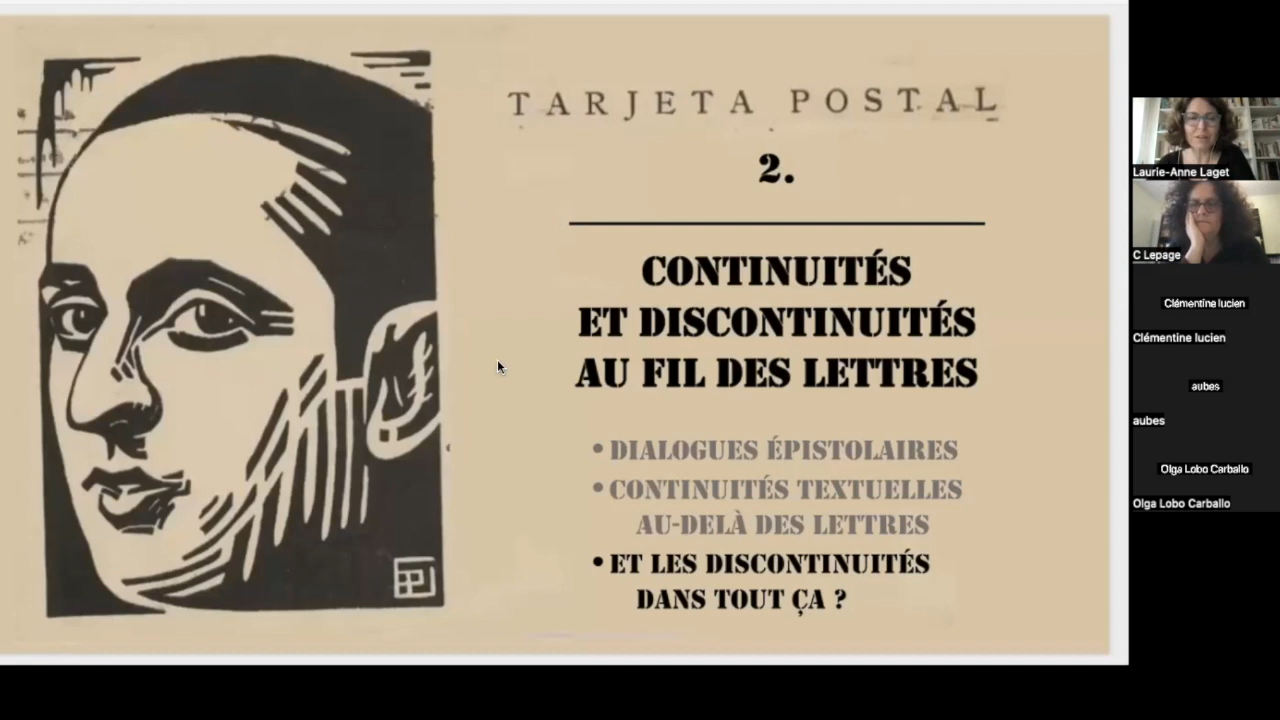 TARJETA POSTAL
2.
CONTINUITÉS
ET DISCONTINUITÉS
AU FIL DES LETTRES
• DIALOGUES ÉPISTOLAIRES
• CONTINUITÉS TEXTUELLES
AU-DELÀ DES LETTRES
• ET LES DISCONTINUITÉS
DANS TOUT ÇA ?
Laurie-Anne Laget
C Lepage
Clémentine lucien
Clémentine lucien
aubes
aubes
Olga Lobo Carballo
Olga Lobo Carballo